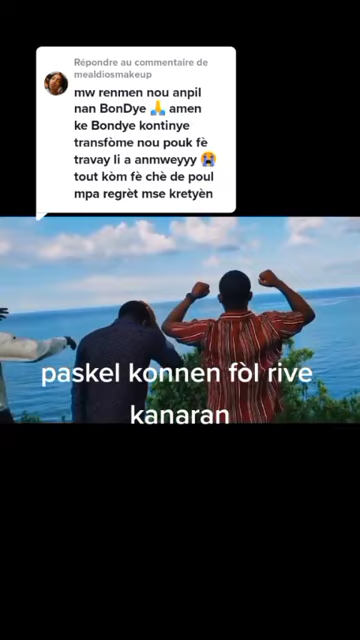 Répondre au commentaire de
mealdiosmakeup
mw renmen nou anpil
nan BonDye 🙏 amen
ke Bondye kontinye
transfòme nou pouk fè
travay li a anmweyyy 😭
tout kòm fè chè de poul
mpa regrèt mse kretyèn
paskel konnen fòl rive
kanaran